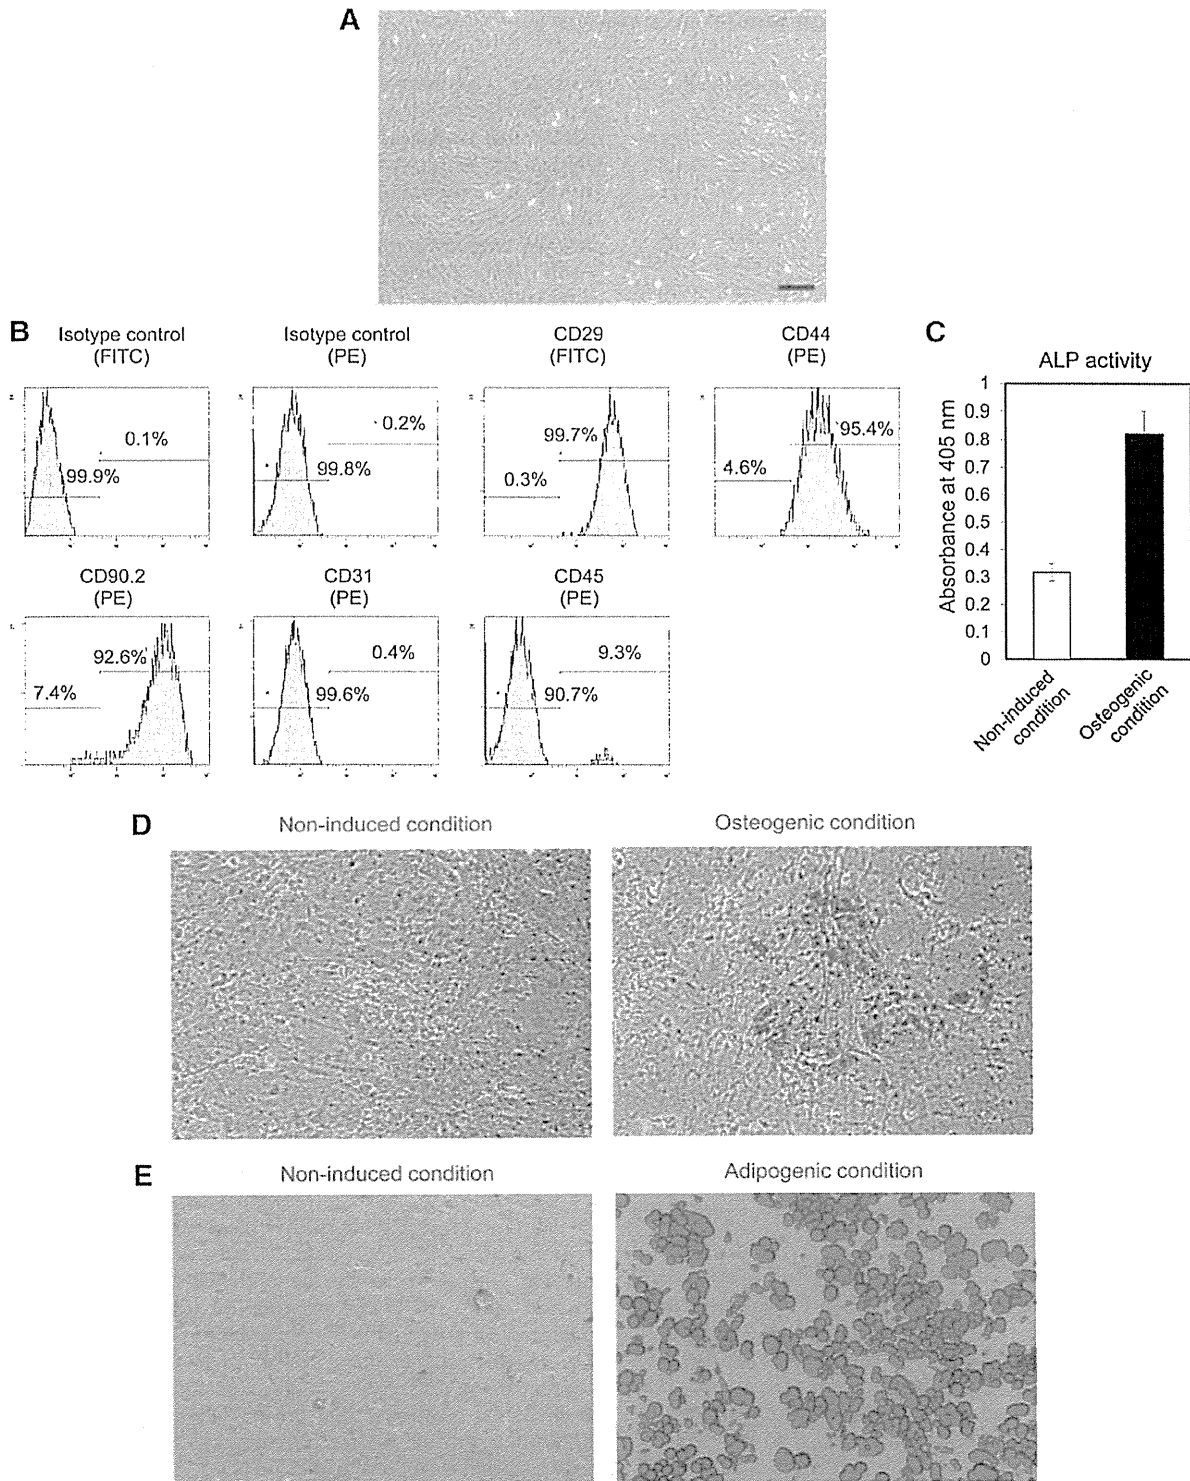 A
B
Isotype control
(FITC)
0.1%
99.9%
Isotype control
(PE)
0.2%
99.8%
CD29
(FITC)
99.7%
0.3%
CD44
(PE)
95.4%
4.6%
CD90.2
(PE)
92.6%
7.4%
CD31
(PE)
0.4%
99.6%
CD45
(PE)
9.3%
90.7%
C
ALP activity
Absorbance at 405 nm
1
0.9
0.8
0.7
0.6
0.5
0.4
0.3
0.2
0.1
0
Non-induced
condition
Osteogenic
condition
D
Non-induced condition
Osteogenic condition
E
Non-induced condition
Adipogenic condition